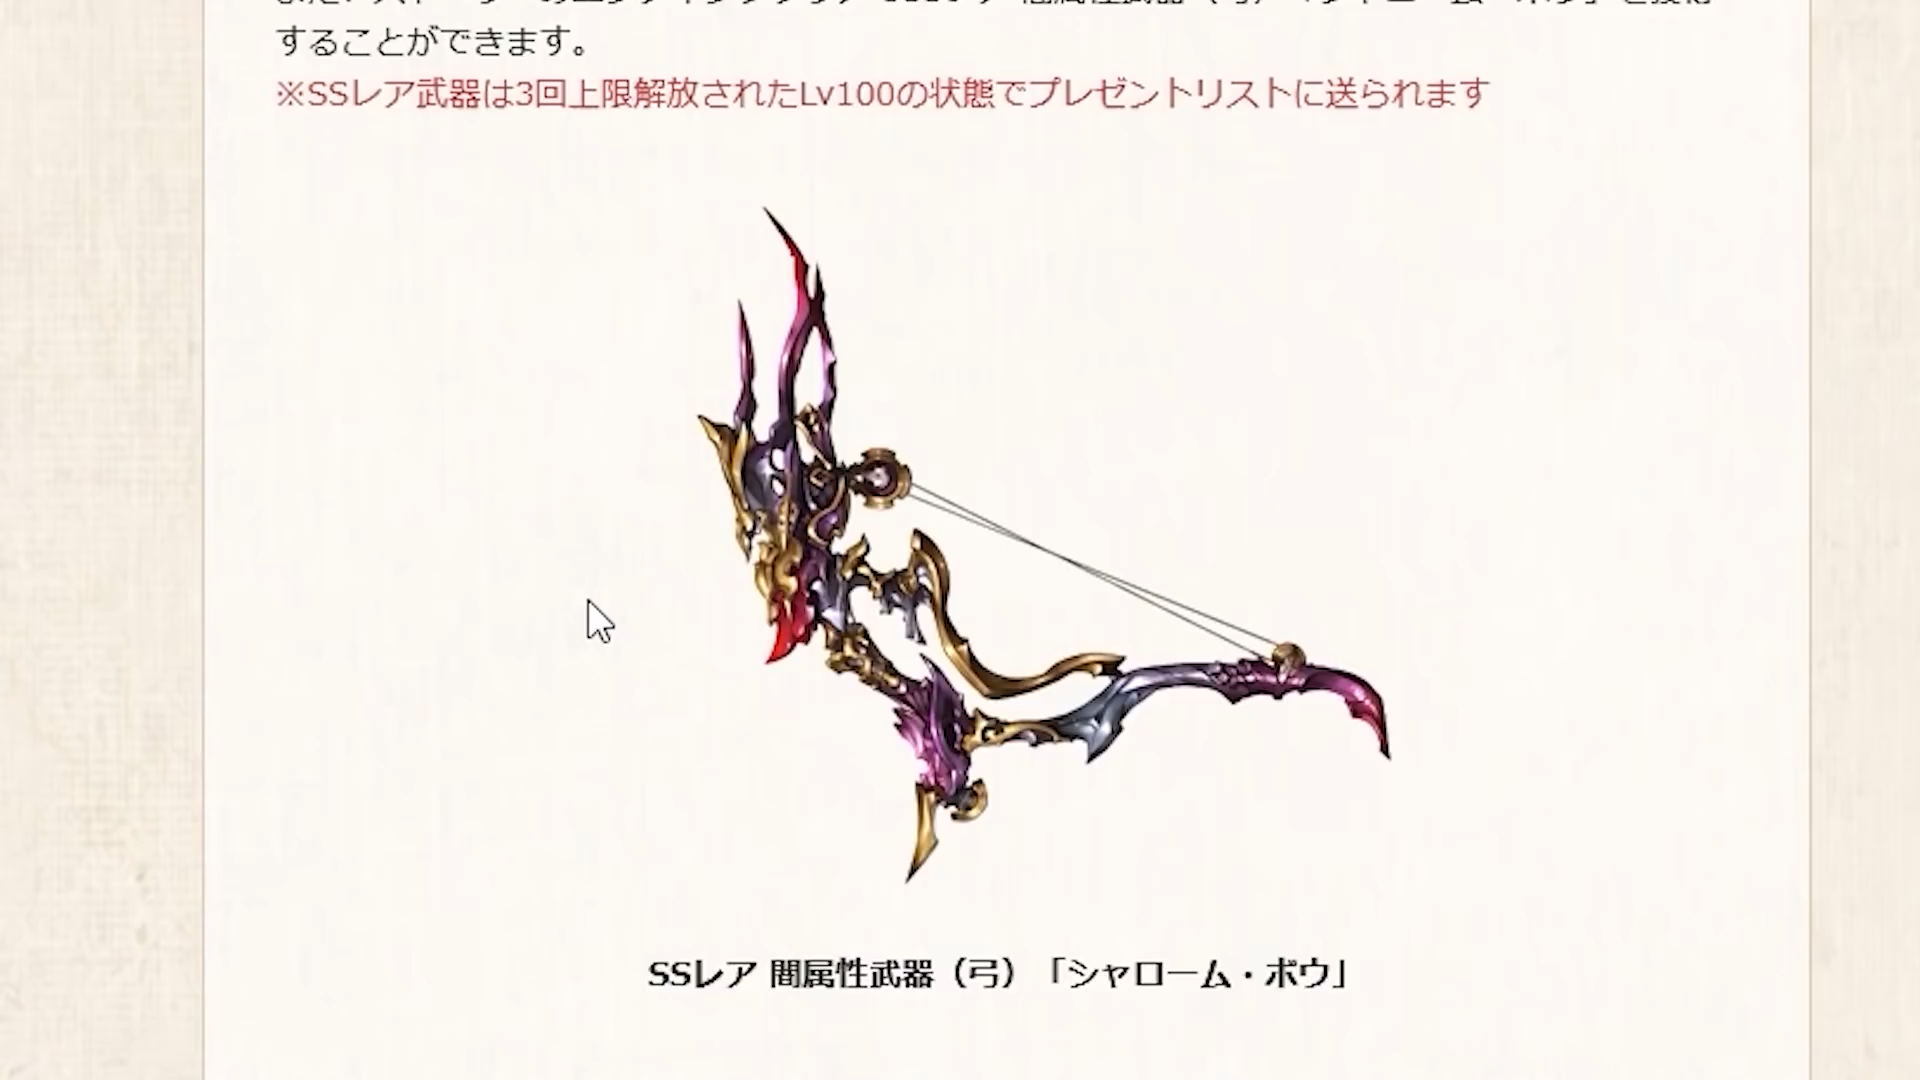 することができます。
※SSレア武器は3回上限解放されたLv100の状態でプレゼントリストに送られます
SSレア 闇属性武器（弓）「シャローム・ボウ」